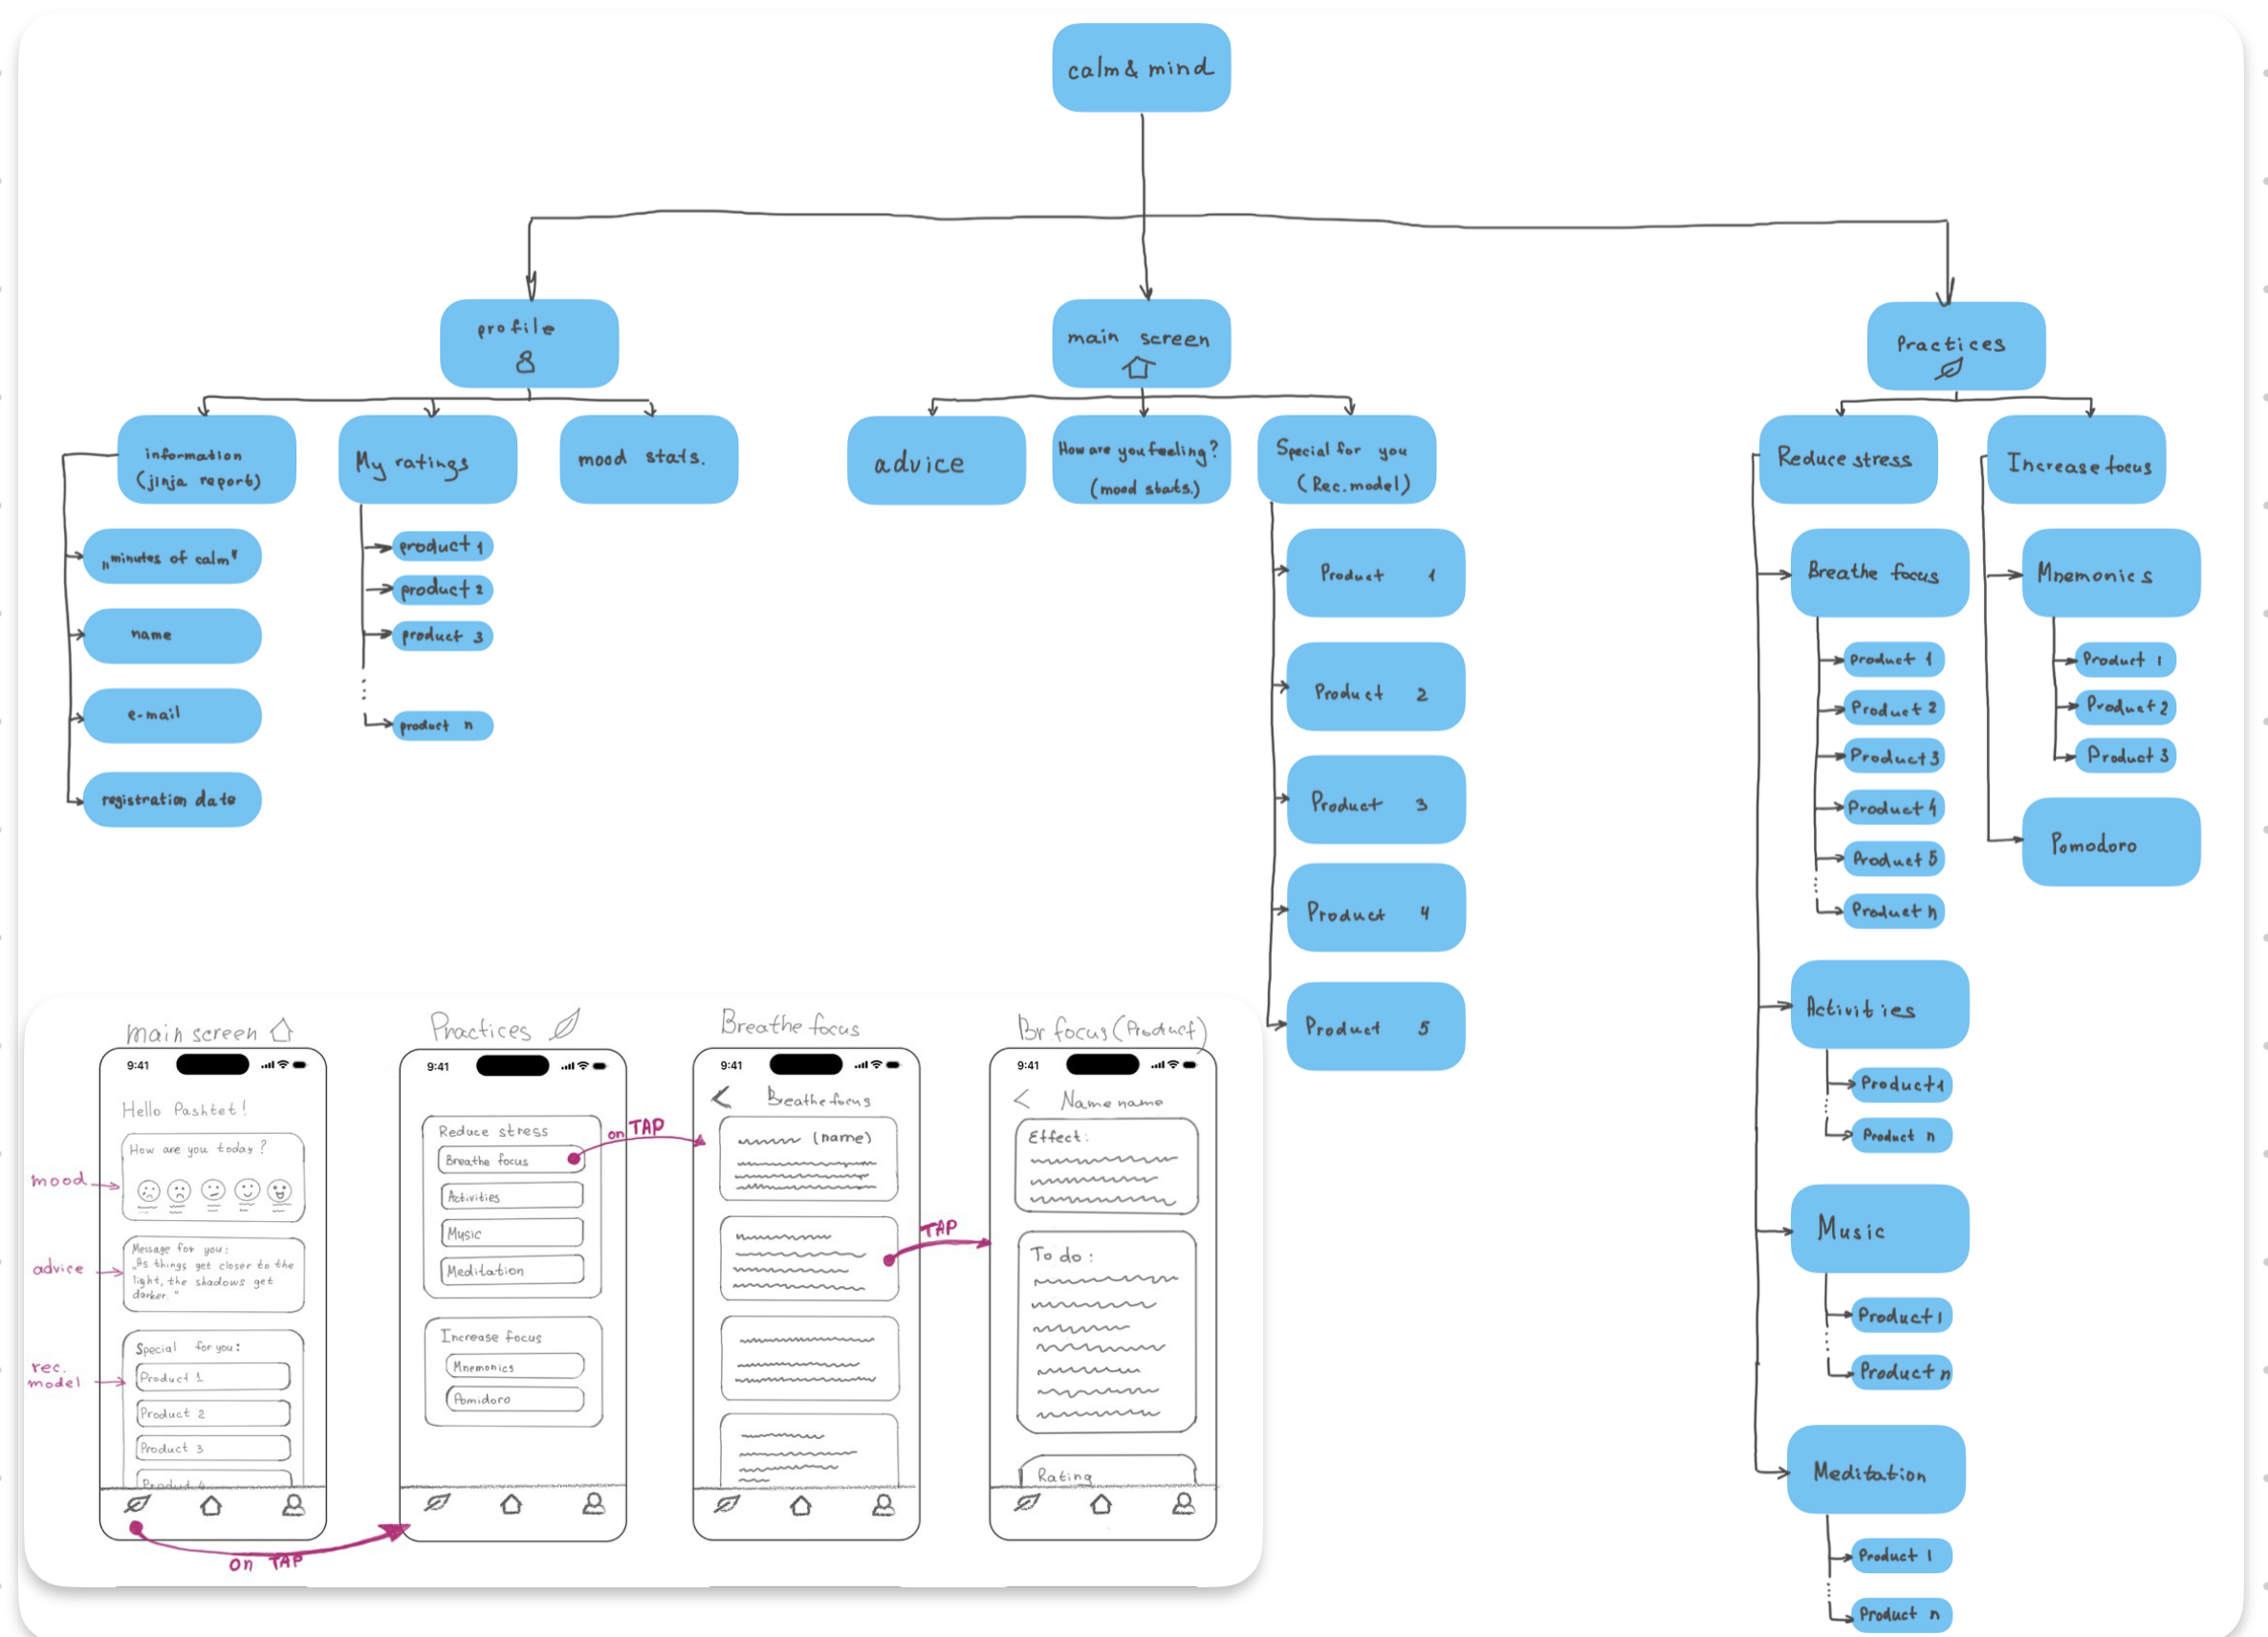 calm & mind
profile
main screen
Practices
information
(jinja report)
My ratings
mood stats.
advice
How are you feeling?
(mood stats.)
Special for you
(Rec. model)
Reduce stress
Increase focus
„minutes of calm"
name
e-mail
registration date
product 1
product 2
product 3
product n
Product 1
Product 2
Product 3
Product 4
Product 5
Breathe focus
Product 1
Product 2
Product 3
Product 4
Product 5
Product n
Activities
Product 1
Product n
Music
Product 1
Product n
Meditation
Product 1
Product n
Mnemonics
Product 1
Product 2
Product 3
Pomodoro
main screen
9:41
Hello Pashtet!
How are you today?
mood
Message for you:
„As things get closer to the
light, the shadows get
darker."
advice
Special for you:
Product 1
Product 2
Product 3
Product 4
rec.
model
on TAP
Practices
9:41
Reduce stress
Breathe focus
Activities
Music
Meditation
Increase focus
Mnemonics
Pomidoro
on TAP
Breathe focus
9:41
Breathe focus
(name)
TAP
Br. focus (Product)
9:41
Name name
Effect:
To do:
Rating